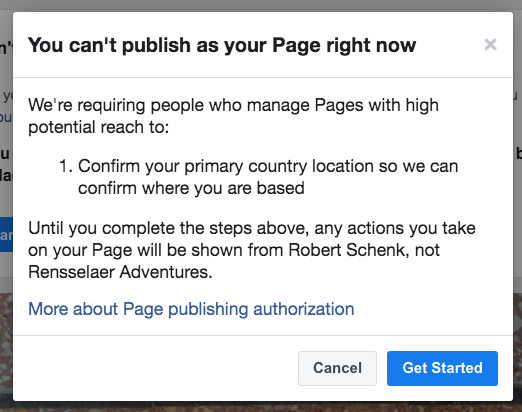 You can't publish as your Page right now
×
We're requiring people who manage Pages with high
potential reach to:
1. Confirm your primary country location so we can
confirm where you are based
Until you complete the steps above, any actions you take
on your Page will be shown from Robert Schenk, not
Rensselaer Adventures.
More about Page publishing authorization
Cancel
Get Started